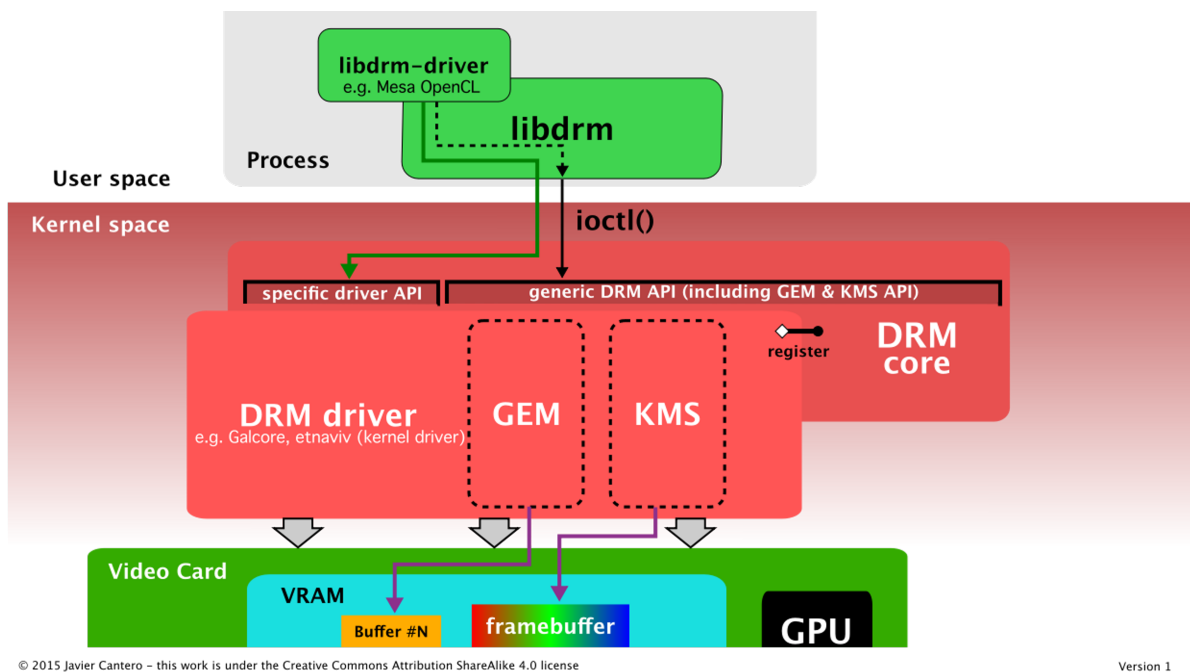 libdrm-driver
e.g. Mesa OpenCL
libdrm
Process
User space
Kernel space
ioctl()
specific driver API
generic DRM API (including GEM & KMS API)
register
DRM
core
DRM driver
e.g. Galcore, etnaviv (kernel driver)
GEM
KMS
Video Card
VRAM
Buffer #N
framebuffer
GPU
© 2015 Javier Cantero – this work is under the Creative Commons Attribution ShareAlike 4.0 license
Version 1